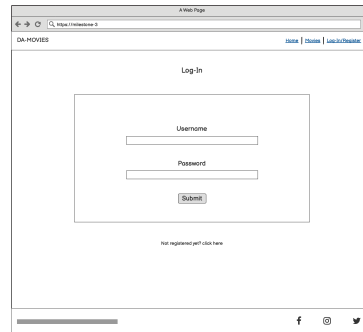 A Web Page
https://milestone-3
DA-MOVIES
Home | Movies | Log-In/Register
Log-In
Username
Password
Submit
Not registered yet? click here